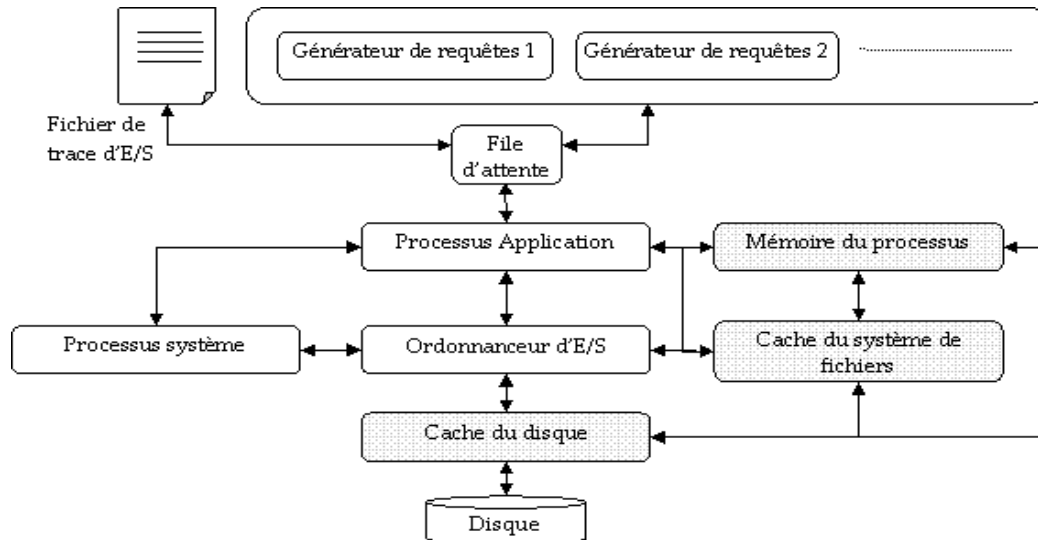 Générateur de requêtes 1
Générateur de requêtes 2
Fichier de
trace d'E/S
File
d'attente
Processus Application
Mémoire du processus
Processus système
Ordonnanceur d'E/S
Cache du système de
fichiers
Cache du disque
Disque